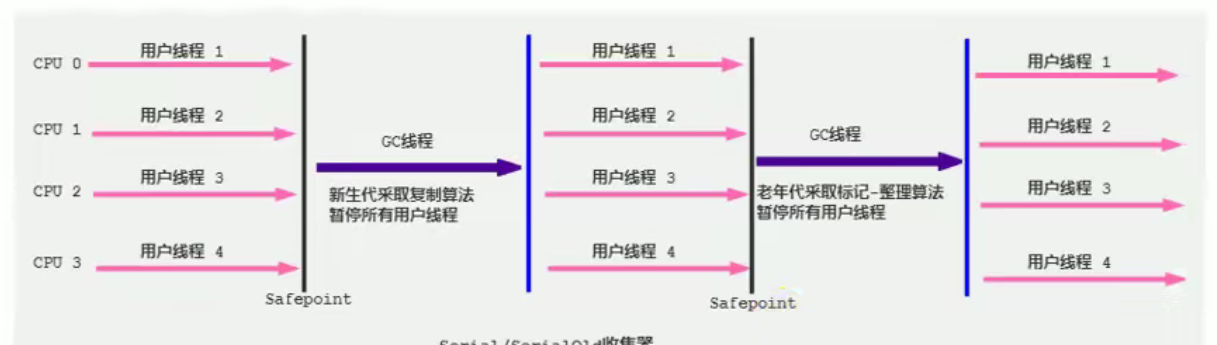 CPU 0
用户线程 1
用户线程 1
用户线程 1
CPU 1
用户线程 2
用户线程 2
用户线程 2
GC线程
GC线程
CPU 2
用户线程 3
用户线程 3
用户线程 3
新生代采取复制算法
暂停所有用户线程
老年代采取标记-整理算法
暂停所有用户线程
CPU 3
用户线程 4
用户线程 4
用户线程 4
Safepoint
Safepoint
Serial/SerialOld收集器